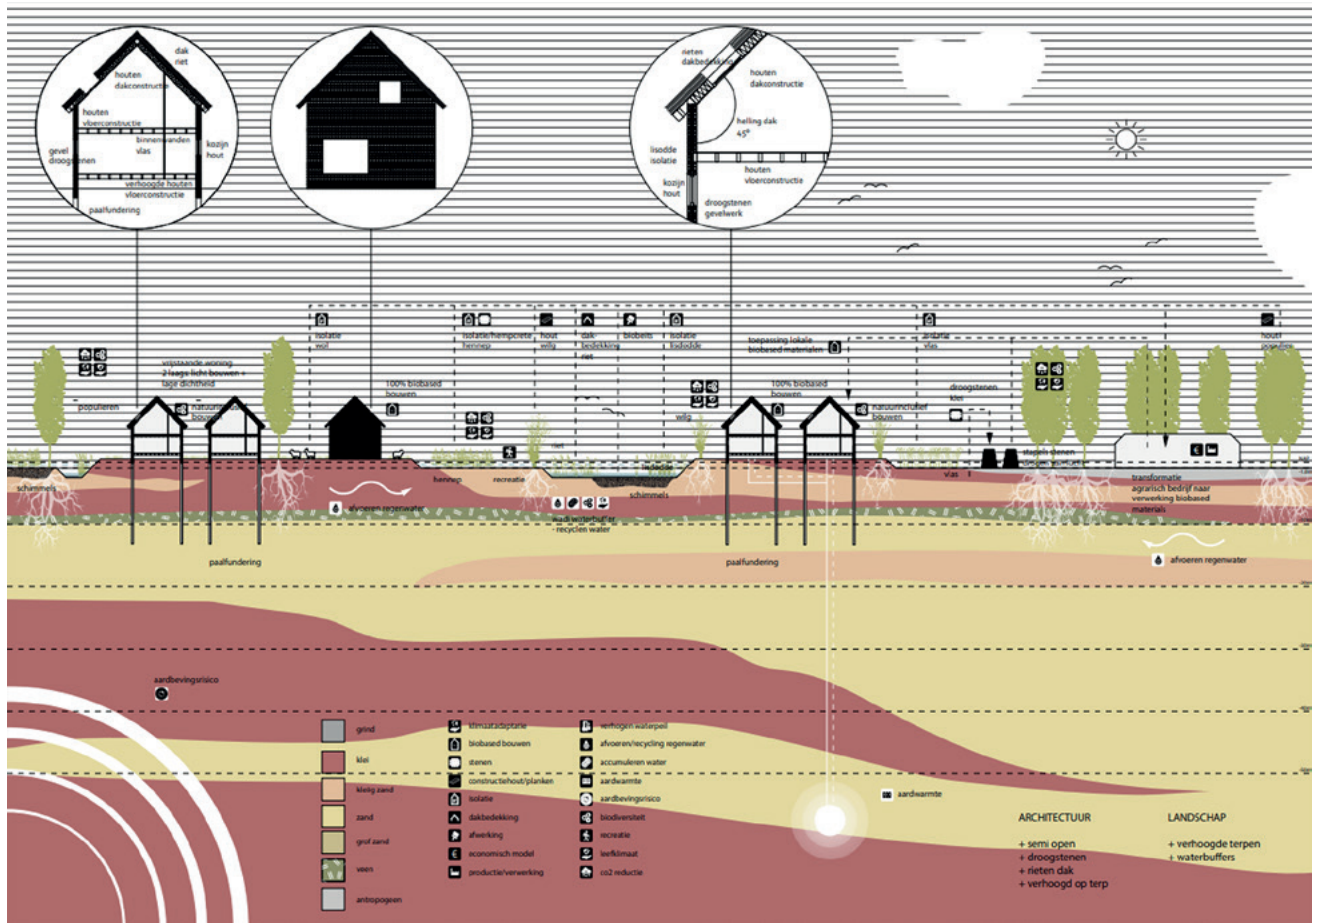 dak
riet
houten
dakconstructie
houten
vloerconstructie
binnenwanden
vlas
kozijn
hout
gevel
droogstenen
verhoogde houten
vloerconstructie
paalfundering
rieten
dakbedekking
houten
dakconstructie
helling dak
45°
lisodde
isolatie
houten
vloerconstructie
kozijn
hout
droogstenen
gevelwerk
isolatie
wol
isolatie/hempcrete
hennep
hout
wilg
dak-
bedekking
riet
biobeits
isolatie
lisdodde
toepassing lokale
biobased materialen
isolatie
vlas
hout
populier
vrijstaande woning
2 laags licht bouwen +
lage dichtheid
populieren
bouwen
100% biobased
bouwen
wilg
100% biobased
bouwen
natuurinclusief
bouwen
droogstenen
klei
riet
lisdodde
stapels stenen
schimmels
hennep
recreatie
schimmels
vlas
transformatie
agrarisch bedrijf naar
verwerking biobased
materials
afvoeren regenwater
wadi waterbuffer
- recyclen water
paalfundering
paalfundering
afvoeren regenwater
aardbevingsrisico
aardwarmte
grind
klei
kleiig zand
zand
grof zand
veen
antropogeen
klimaatadaptatie
biobased bouwen
stenen
constructiehout/planken
isolatie
dakbedekking
afwerking
economisch model
productie/verwerking
verhogen waterpeil
afvoeren/recycling regenwater
accumuleren water
aardwarmte
aardbevingsrisico
biodiversiteit
recreatie
leefklimaat
co2 reductie
ARCHITECTUUR
+ semi open
+ droogstenen
+ rieten dak
+ verhoogd op terp
LANDSCHAP
+ verhoogde terpen
+ waterbuffers